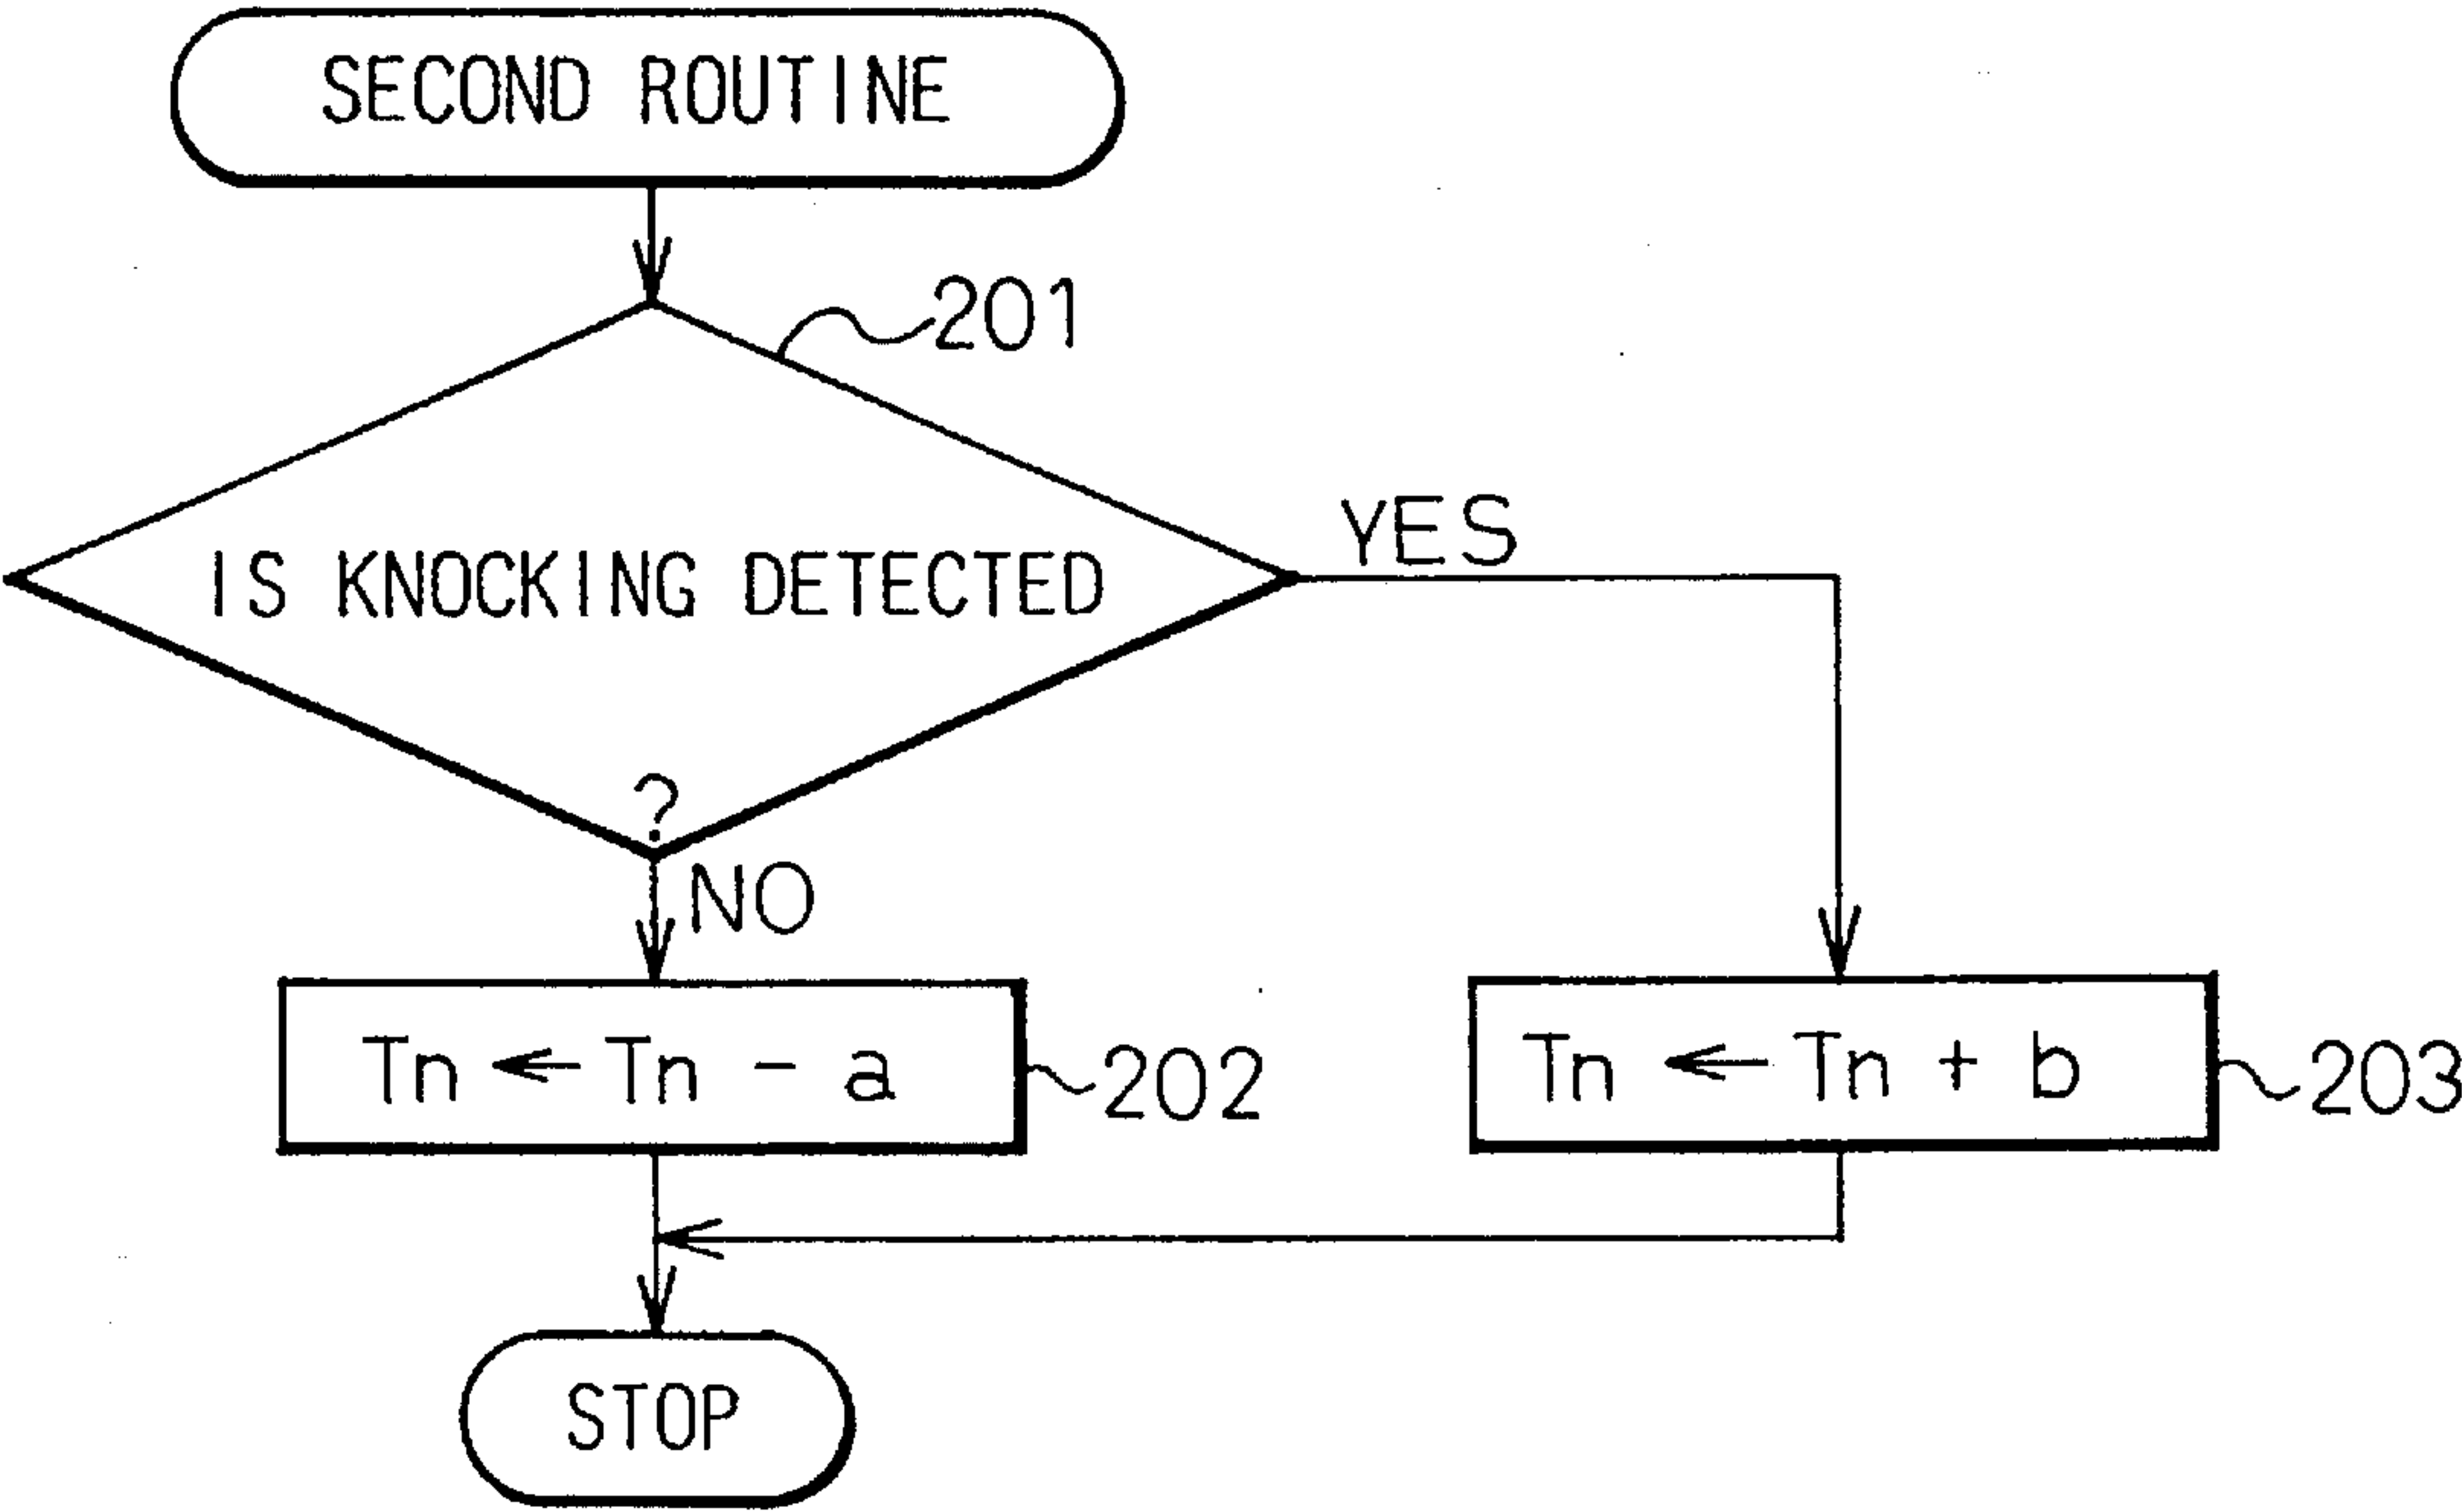 SECOND ROUTINE
201
IS KNOCKING DETECTED
YES
?
NO
Tn ← Tn - a
202
Tn ← Tn + b
203
STOP